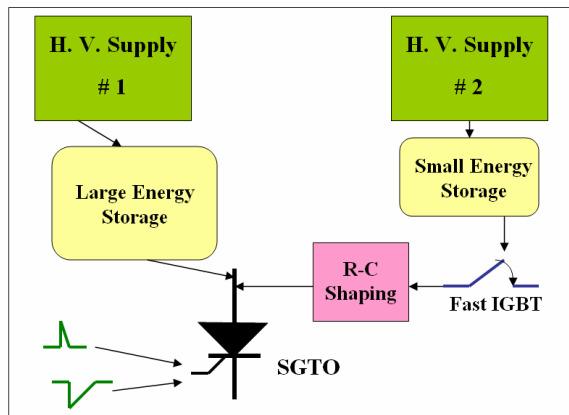 H. V. Supply
# 1
H. V. Supply
# 2
Large Energy
Storage
Small Energy
Storage
R-C
Shaping
Fast IGBT
SGTO